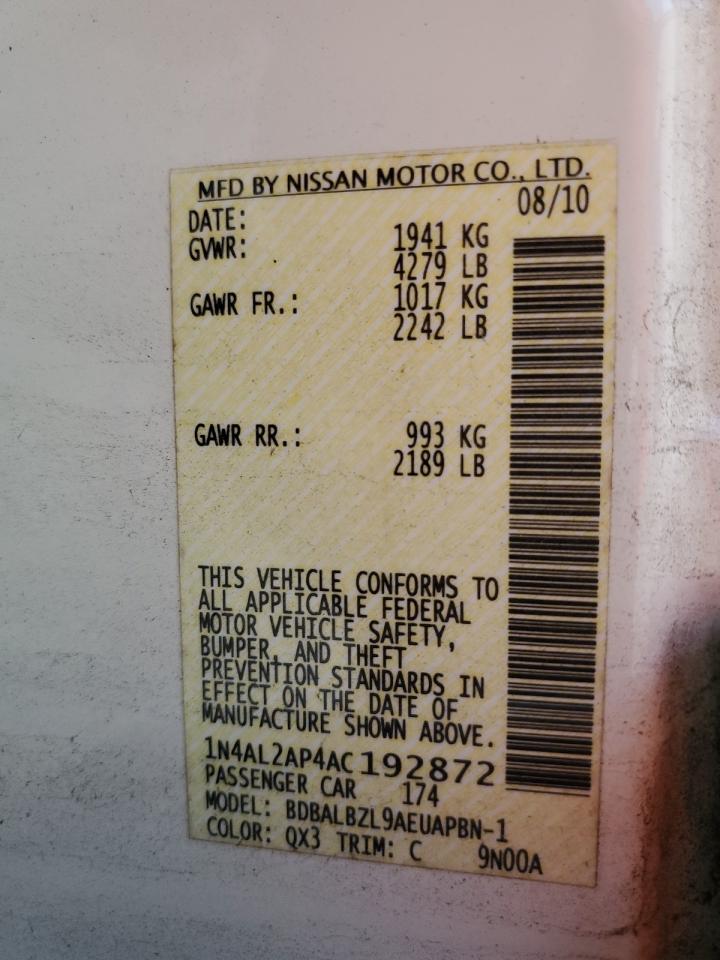 MFD BY NISSAN MOTOR CO., LTD.
DATE: 08/10
GVWR: 1941 KG
4279 LB
GAWR FR.: 1017 KG
2242 LB
GAWR RR.: 993 KG
2189 LB
THIS VEHICLE CONFORMS TO
ALL APPLICABLE FEDERAL
MOTOR VEHICLE SAFETY,
BUMPER, AND THEFT
PREVENTION STANDARDS IN
EFFECT ON THE DATE OF
MANUFACTURE SHOWN ABOVE.
1N4AL2AP4AC192872
PASSENGER CAR 174
MODEL: BDBALBZL9AEUAPBN-1
COLOR: QX3 TRIM: C 9N00A